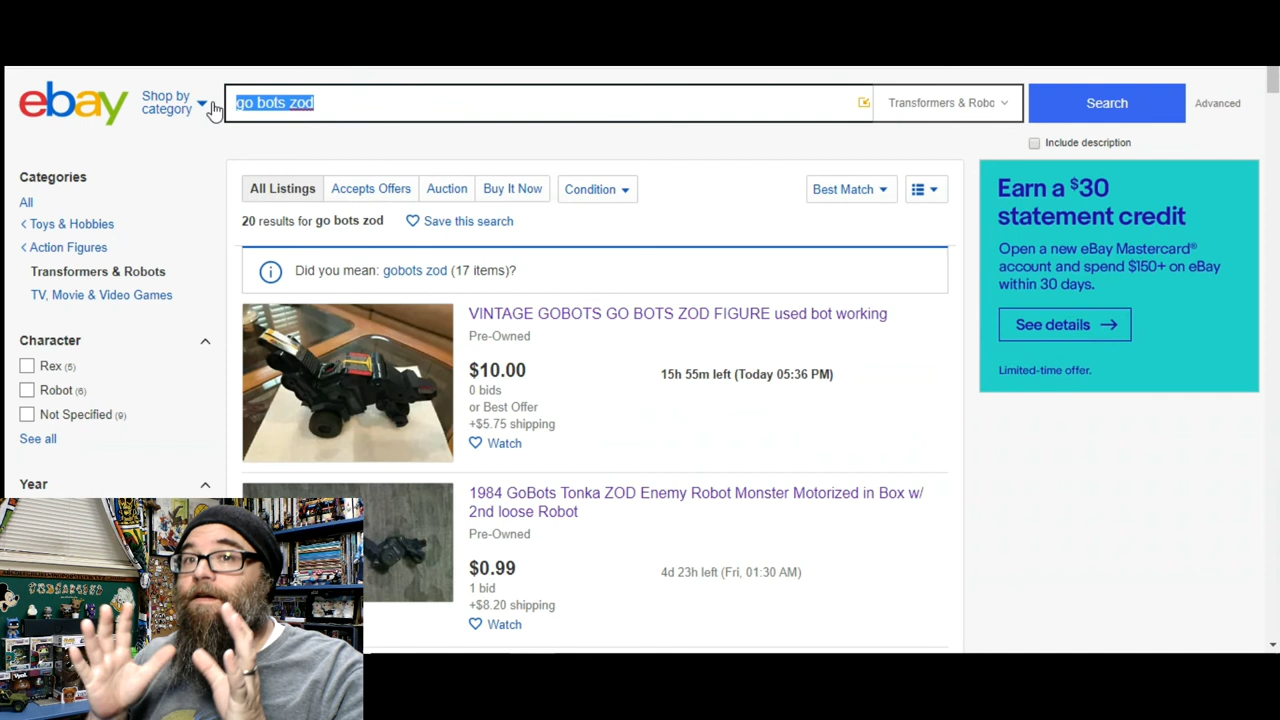 ebay
Shop by
category
go bots zod
Transformers & Robo
Search
Advanced
Include description
Categories
All
Toys & Hobbies
Action Figures
Transformers & Robots
TV, Movie & Video Games
Character
Rex (5)
Robot (6)
Not Specified (9)
See all
Year
All Listings
Accepts Offers
Auction
Buy It Now
Condition
Best Match
20 results for go bots zod
Save this search
Did you mean: gobots zod (17 items)?
VINTAGE GOBOTS GO BOTS ZOD FIGURE used bot working
Pre-Owned
$10.00
15h 55m left (Today 05:36 PM)
0 bids
or Best Offer
+$5.75 shipping
Watch
1984 GoBots Tonka ZOD Enemy Robot Monster Motorized in Box w/
2nd loose Robot
Pre-Owned
$0.99
4d 23h left (Fri, 01:30 AM)
1 bid
+$8.20 shipping
Watch
Earn a $30
statement credit
Open a new eBay Mastercard®
account and spend $150+ on eBay
within 30 days.
See details
Limited-time offer.